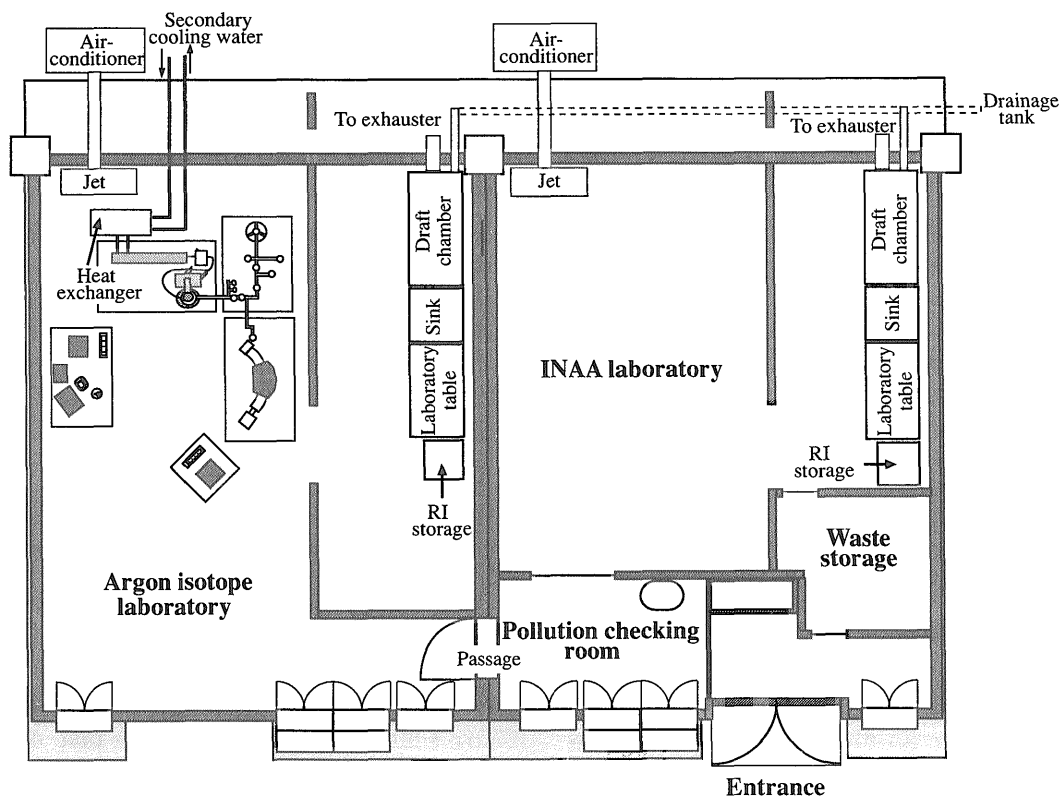 Secondary
cooling water
Air-
conditioner
Air-
conditioner
To exhauster
To exhauster
Drainage
tank
Jet
Jet
Heat
exchanger
Draft
chamber
Sink
Laboratory
table
RI
storage
INAA laboratory
Draft
chamber
Sink
Laboratory
table
RI
storage
Waste
storage
Argon isotope
laboratory
Passage
Pollution checking
room
Entrance